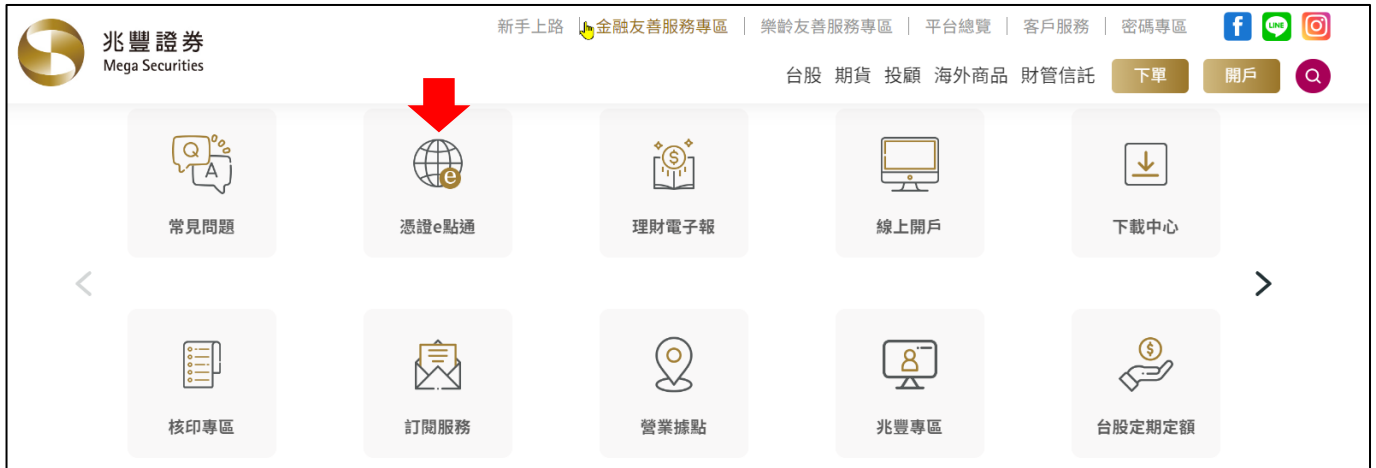 兆豐證券
Mega Securities
新手上路 | 金融友善服務專區 | 樂齡友善服務專區 | 平台總覽 | 客戶服務 | 密碼專區
f LINE
台股 期貨 投顧 海外商品 財管信託 下單 開戶
Q A
e
$
常見問題 憑證e點通 理財電子報 線上開戶 下載中心
$
核印專區 訂閱服務 營業據點 兆豐專區 台股定期定額